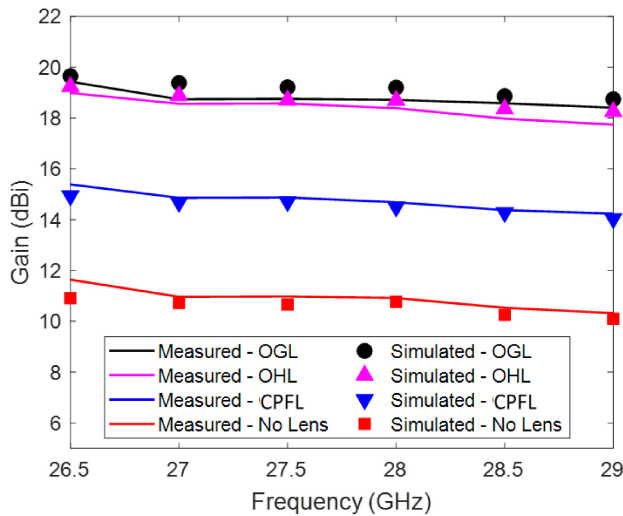 22
20
18
16
14
12
10
8
6
Gain (dBi)
Measured - OGL
Measured - OHL
Measured - CPFL
Measured - No Lens
Simulated - OGL
Simulated - OHL
Simulated - CPFL
Simulated - No Lens
26.5 27 27.5 28 28.5 29
Frequency (GHz)